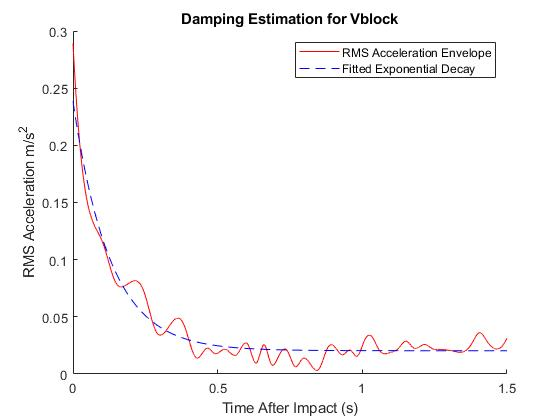 Damping Estimation for Vblock
RMS Acceleration Envelope
Fitted Exponential Decay
RMS Acceleration m/s²
0.3
0.25
0.2
0.15
0.1
0.05
0
0 0.5 1 1.5
Time After Impact (s)